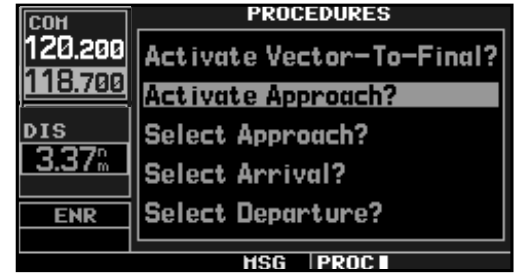 COM
120.200
118.700
DIS
3.37nm
ENR
PROCEDURES
Activate Vector-To-Final?
Activate Approach?
Select Approach?
Select Arrival?
Select Departure?
MSG PROC